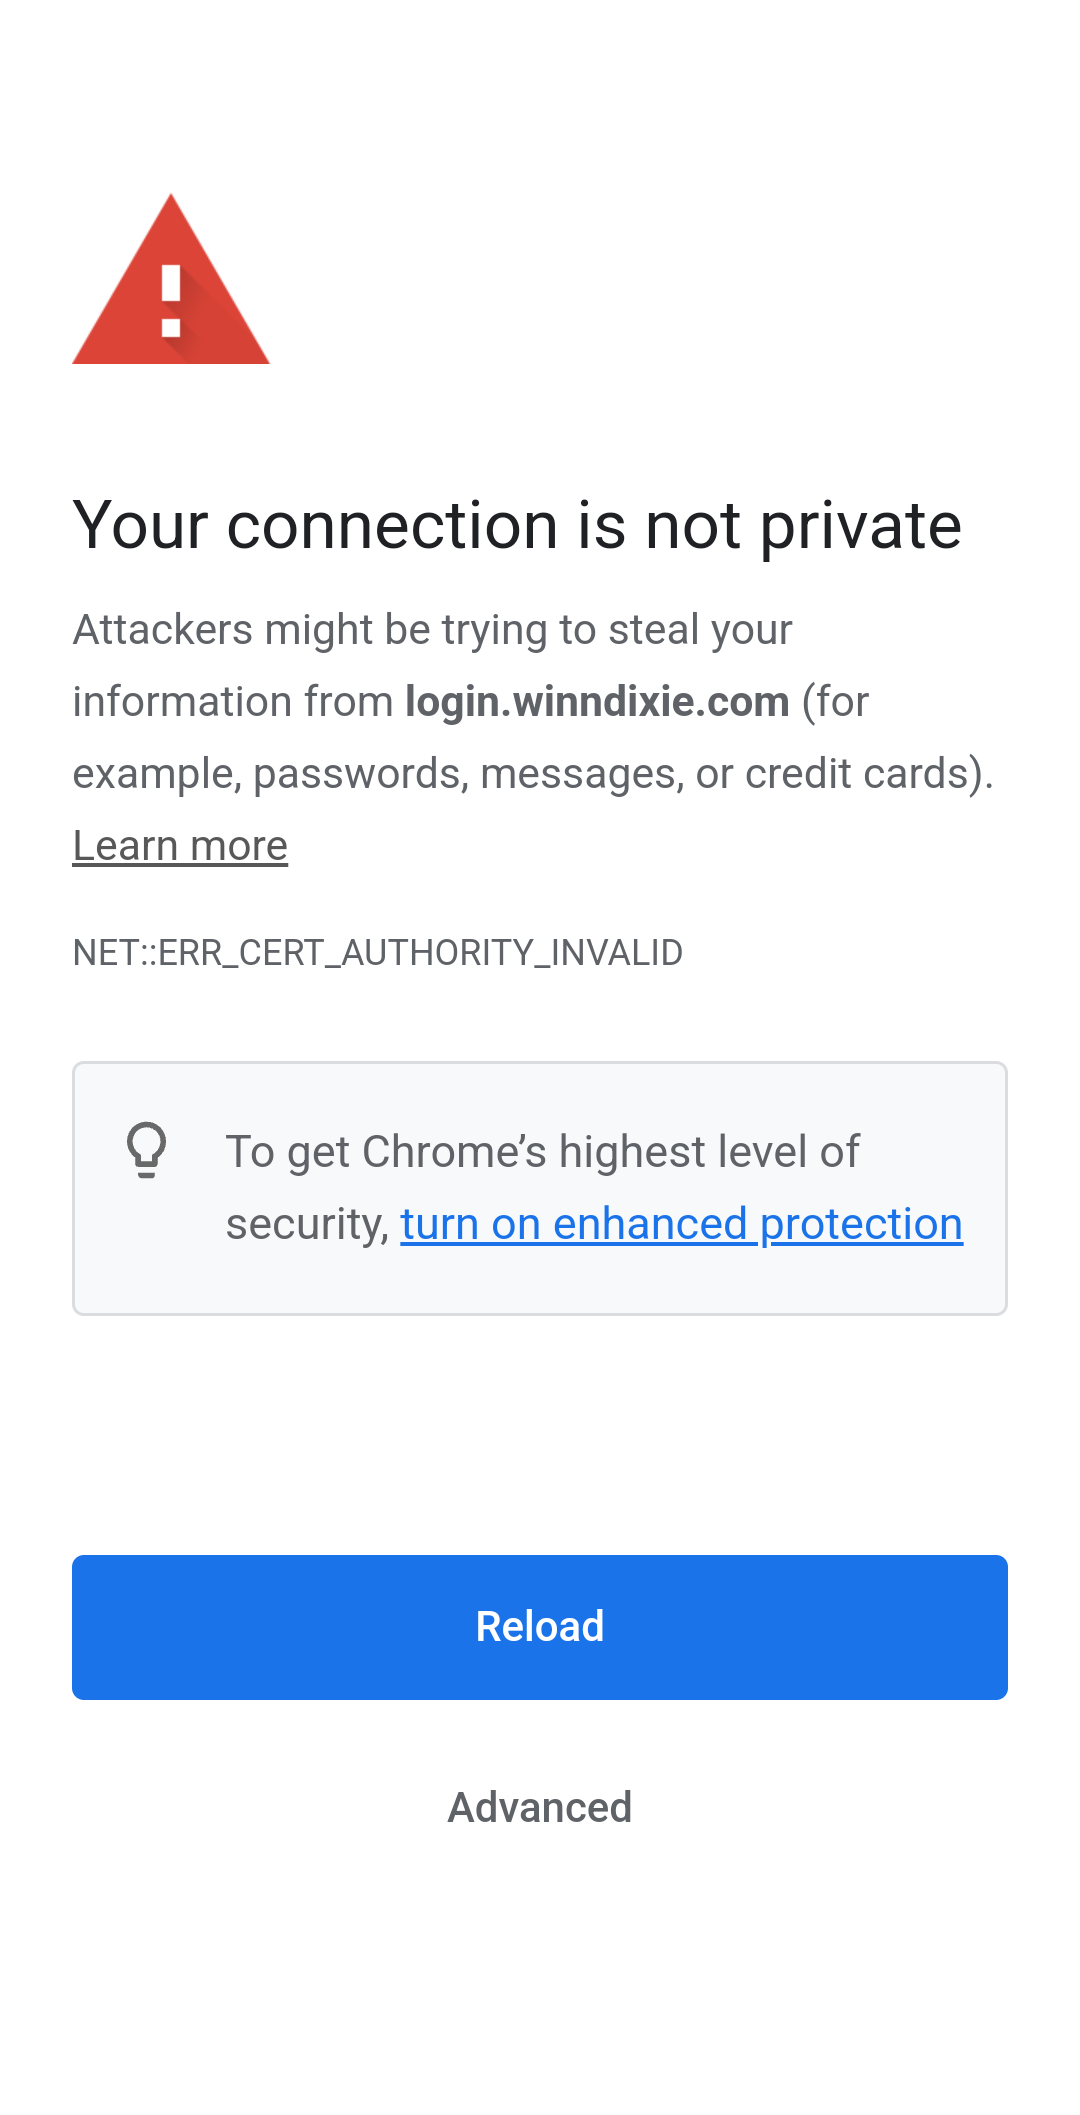 Your connection is not private
Attackers might be trying to steal your
information from login.winndixie.com (for
example, passwords, messages, or credit cards).
Learn more
NET::ERR_CERT_AUTHORITY_INVALID
To get Chrome’s highest level of
security, turn on enhanced protection
Reload
Advanced